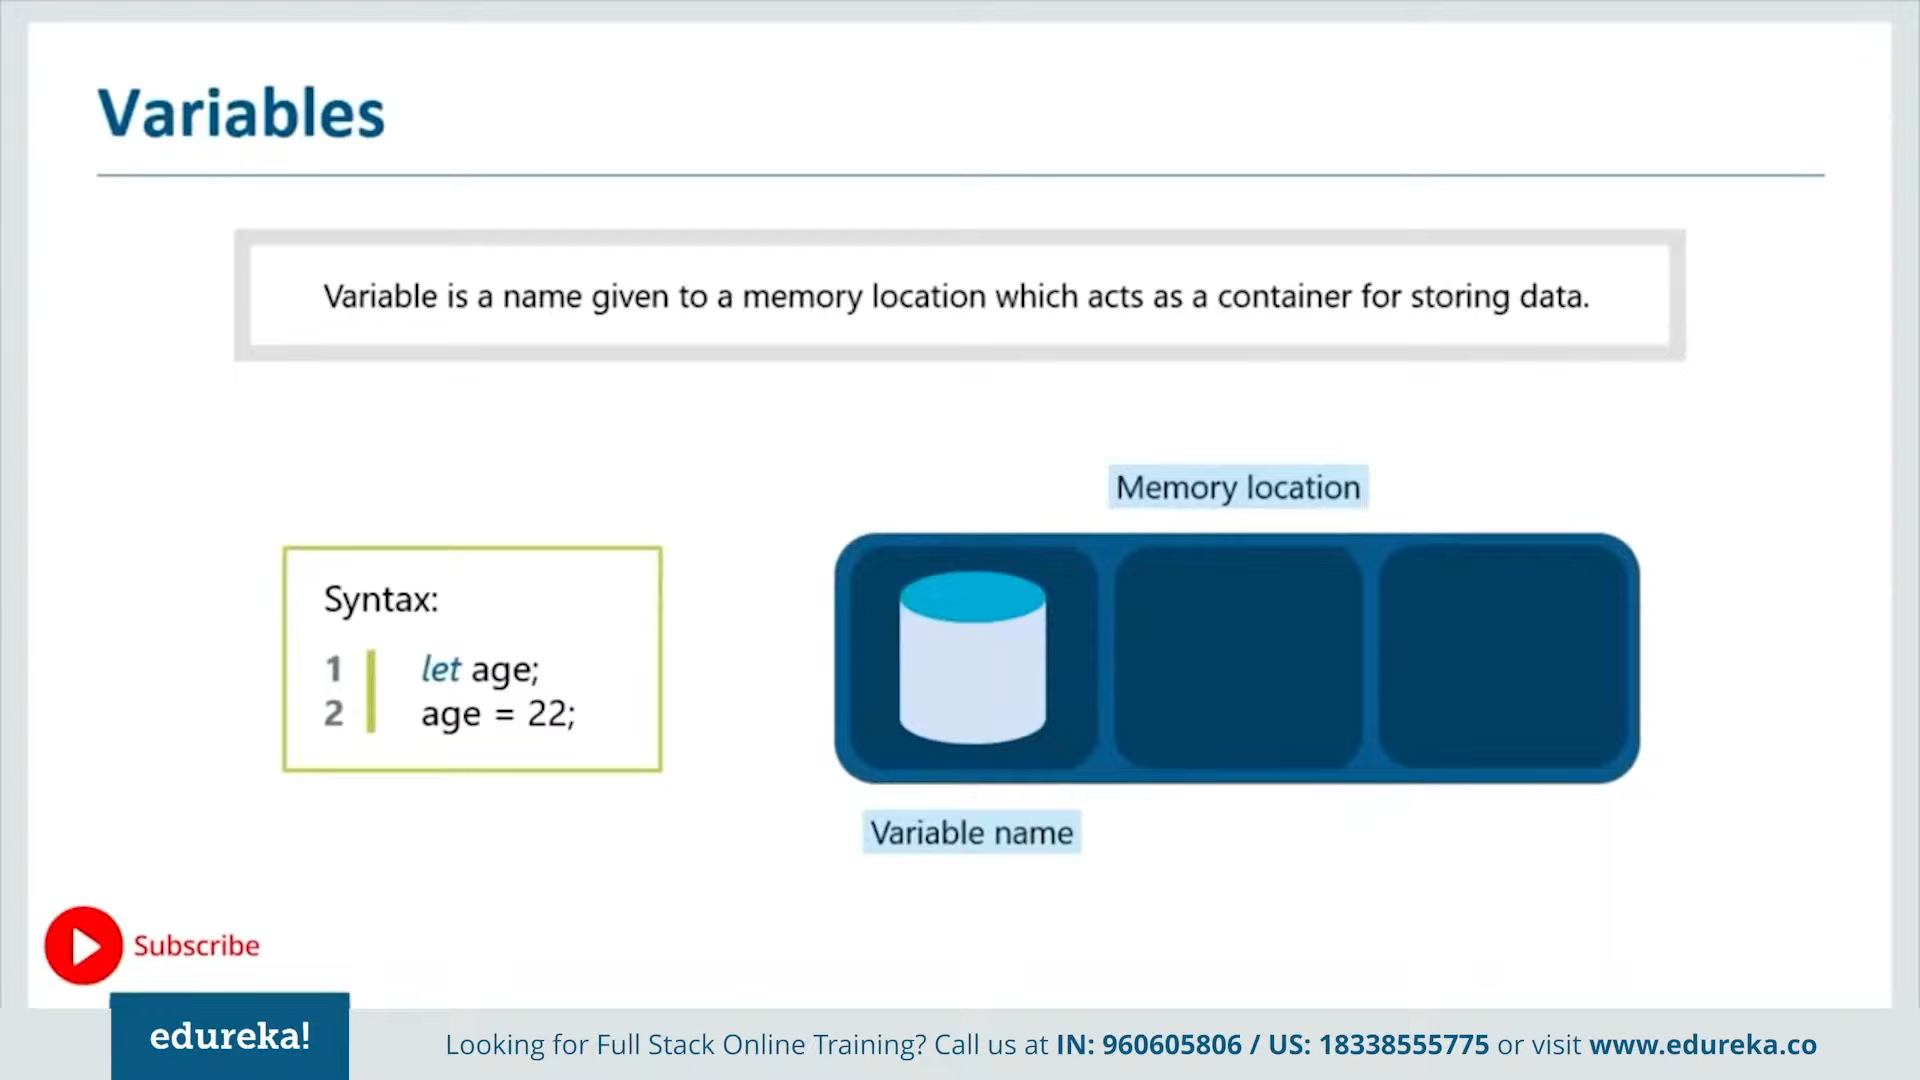 Variables
Variable is a name given to a memory location which acts as a container for storing data.
Memory location
Syntax:
1 let age;
2 age = 22;
Variable name
Subscribe
edureka!
Looking for Full Stack Online Training? Call us at IN: 960605806 / US: 18338555775 or visit www.edureka.co